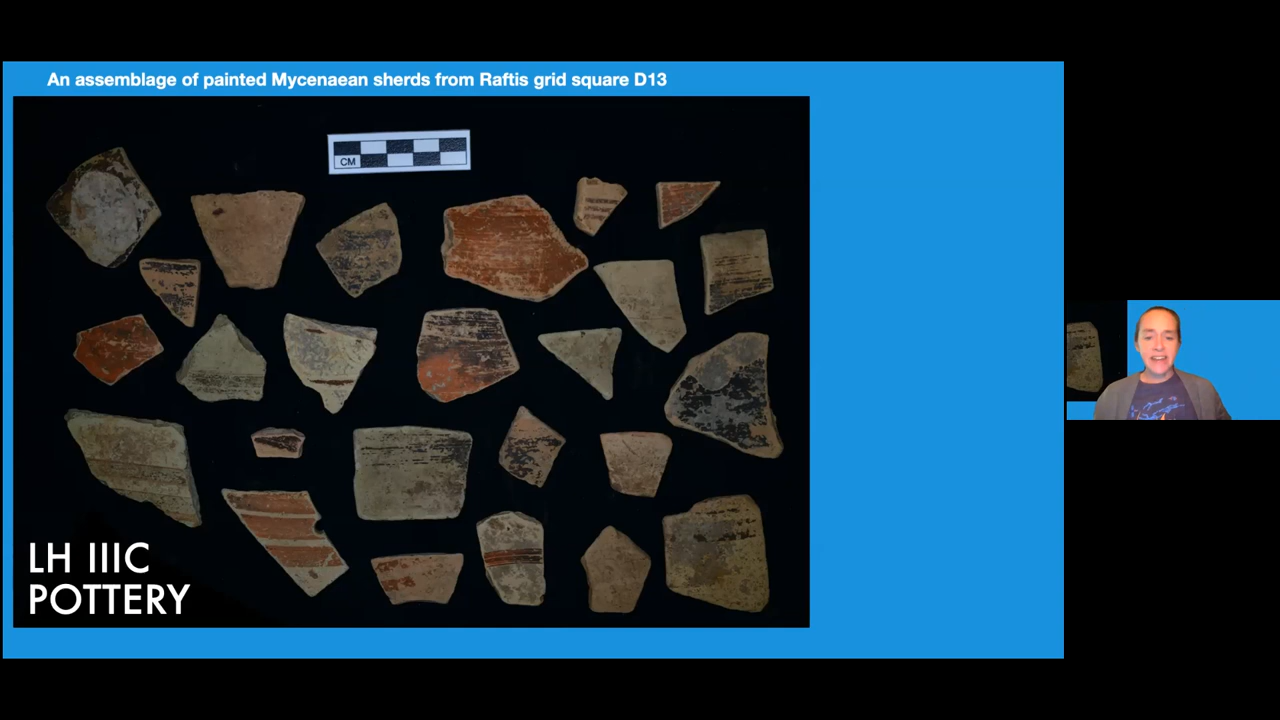 An assemblage of painted Mycenaean sherds from Raftis grid square D13
CM
LH IIIC
POTTERY